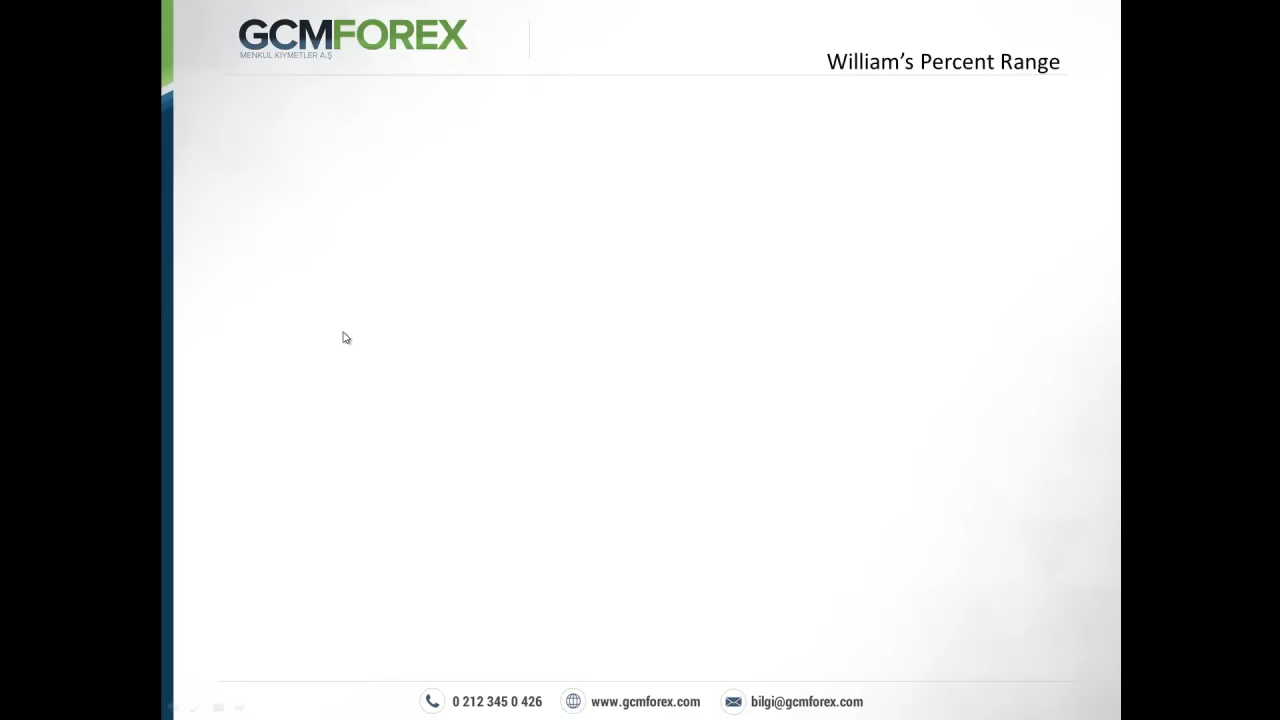 GCMFOREX
MENKUL KIYMETLER A.Ş
William’s Percent Range
0 212 345 0 426
www.gcmforex.com
bilgi@gcmforex.com